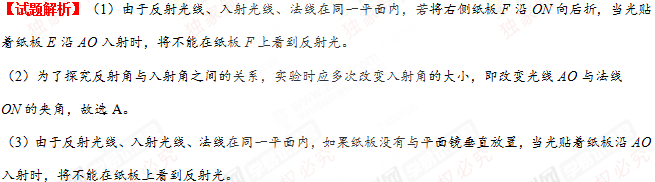 【试题解析】（1）由于反射光线、入射光线、法线在同一平面内，若将右侧纸板 F 沿 ON 向后折，当光贴
着纸板 E 沿 AO 入射时，将不能在纸板 F 上看到反射光。
（2）为了探究反射角与入射角之间的关系，实验时应多次改变入射角的大小，即改变光线 AO 与法线
ON 的夹角，故选 A。
（3）由于反射光线、入射光线、法线在同一平面内，如果纸板没有与平面镜垂直放置，当光贴着纸板沿 AO
入射时，将不能在纸板上看到反射光。